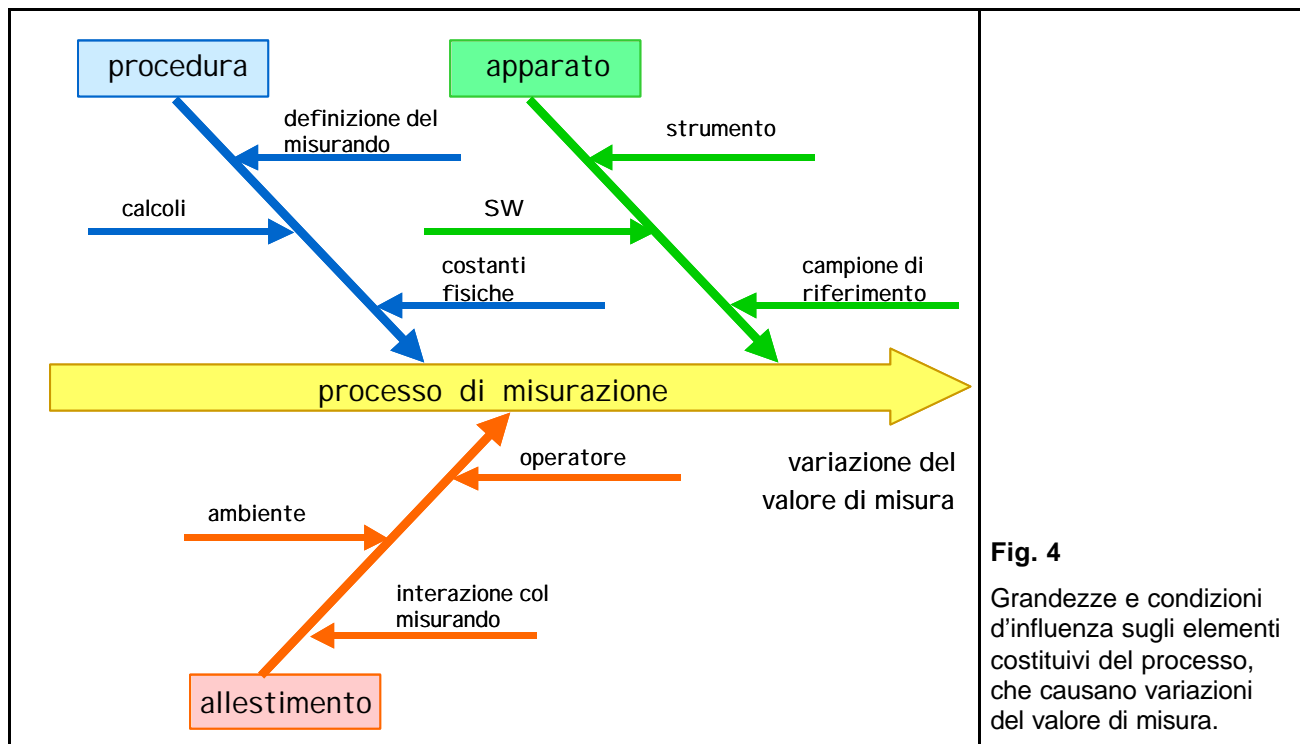 procedura
apparato
definizione del
misurando
strumento
calcoli
SW
costanti
fisiche
campione di
riferimento
processo di misurazione
operatore
variazione del
valore di misura
ambiente
interazione col
misurando
allestimento
Fig. 4
Grandezze e condizioni
d'influenza sugli elementi
costituivi del processo,
che causano variazioni
del valore di misura.